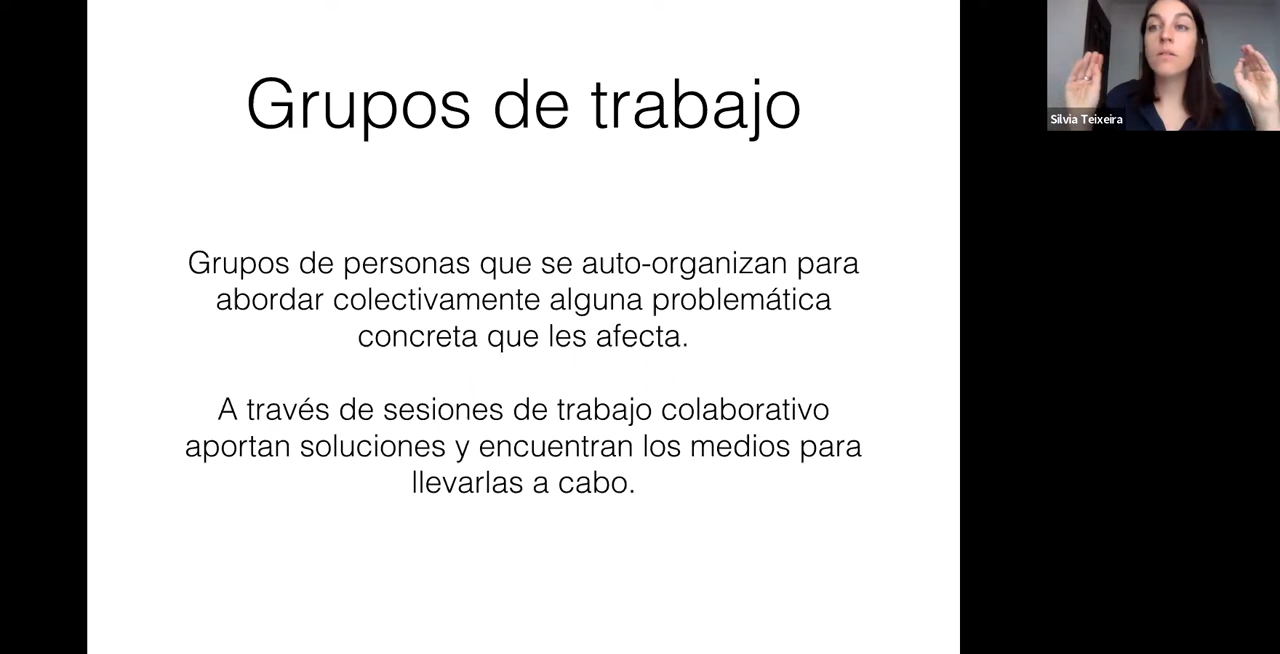 Grupos de trabajo
Grupos de personas que se auto-organizan para
abordar colectivamente alguna problemática
concreta que les afecta.
A través de sesiones de trabajo colaborativo
aportan soluciones y encuentran los medios para
llevarlas a cabo.
Silvia Teixeira